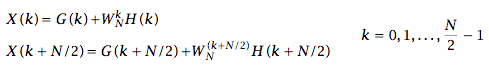 X(k) = G(k) + W_N^k H(k)
X(k + N/2) = G(k + N/2) + W_N^{(k+N/2)} H(k + N/2)
k = 0, 1, ..., N/2 − 1